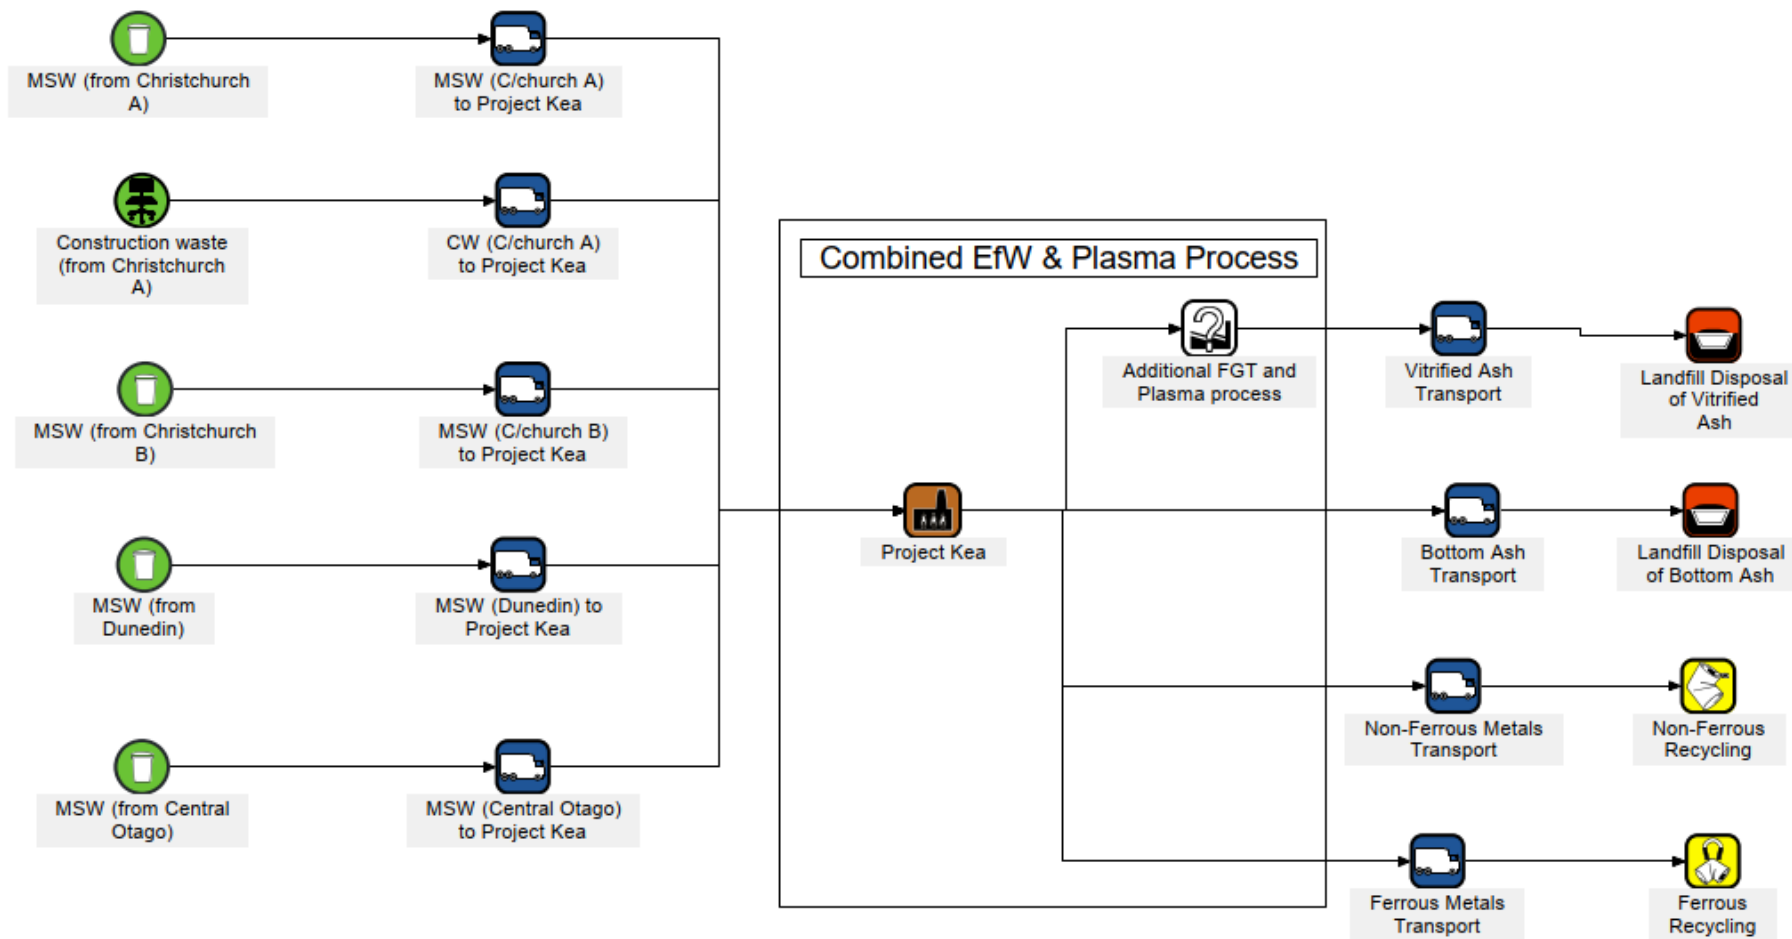 MSW (from Christchurch
A)
MSW (C/church A)
to Project Kea
Construction waste
(from Christchurch
A)
CW (C/church A)
to Project Kea
MSW (from Christchurch
B)
MSW (C/church B)
to Project Kea
MSW (from
Dunedin)
MSW (Dunedin) to
Project Kea
MSW (from Central
Otago)
MSW (Central Otago)
to Project Kea
Combined EfW & Plasma Process
Project Kea
Additional FGT and
Plasma process
Vitrified Ash
Transport
Landfill Disposal
of Vitrified
Ash
Bottom Ash
Transport
Landfill Disposal
of Bottom Ash
Non-Ferrous Metals
Transport
Non-Ferrous
Recycling
Ferrous Metals
Transport
Ferrous
Recycling